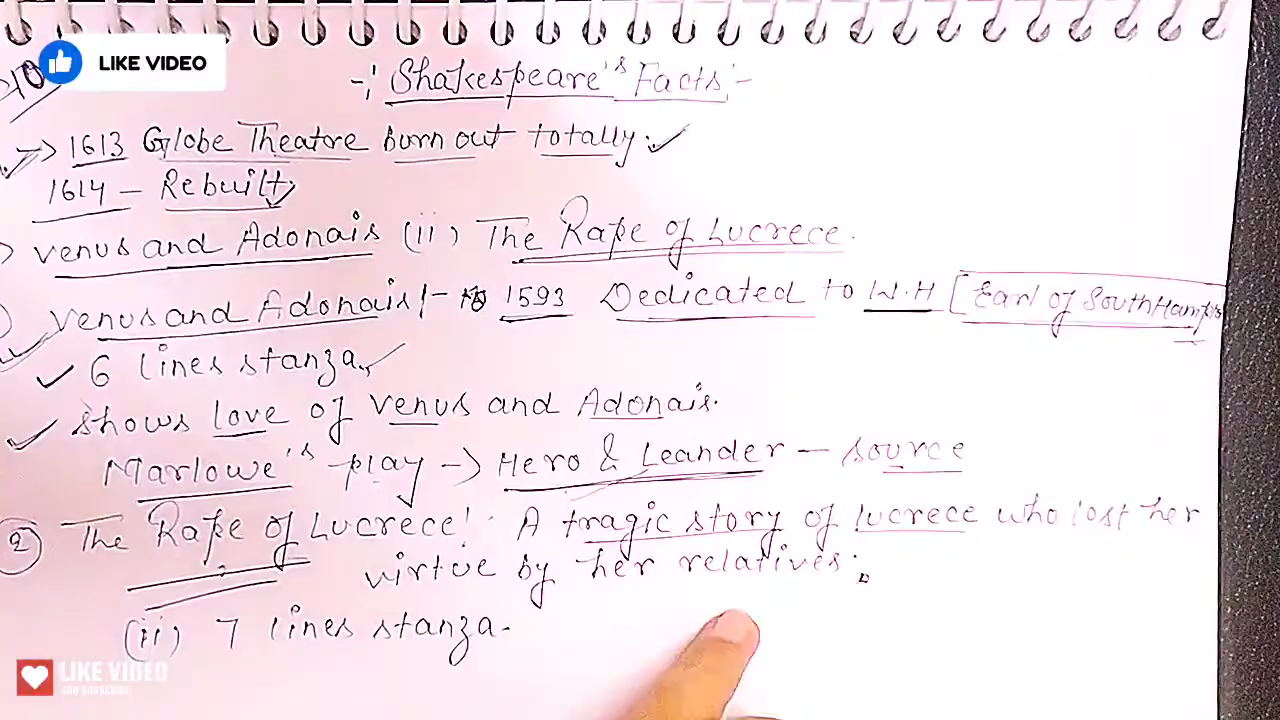 LIKE VIDEO
10
-:Shakespeare's Facts:-
-> 1613 Globe Theatre burn out totally.
1614 - Rebuilt
Venus and Adonais (ii) The Rape of Lucrece.
Venus and Adonais!- 1593 Dedicated to W.H [Earl of SouthHampton
6 lines stanza.
shows love of Venus and Adonais.
Marlowe's play -> Hero & Leander - source
2 The Rape of Lucrece!. A tragic story of lucrece who lost her
virtue by her relatives.
(ii) 7 lines stanza.
LIKE VIDEO
AND SUBSCRIBE